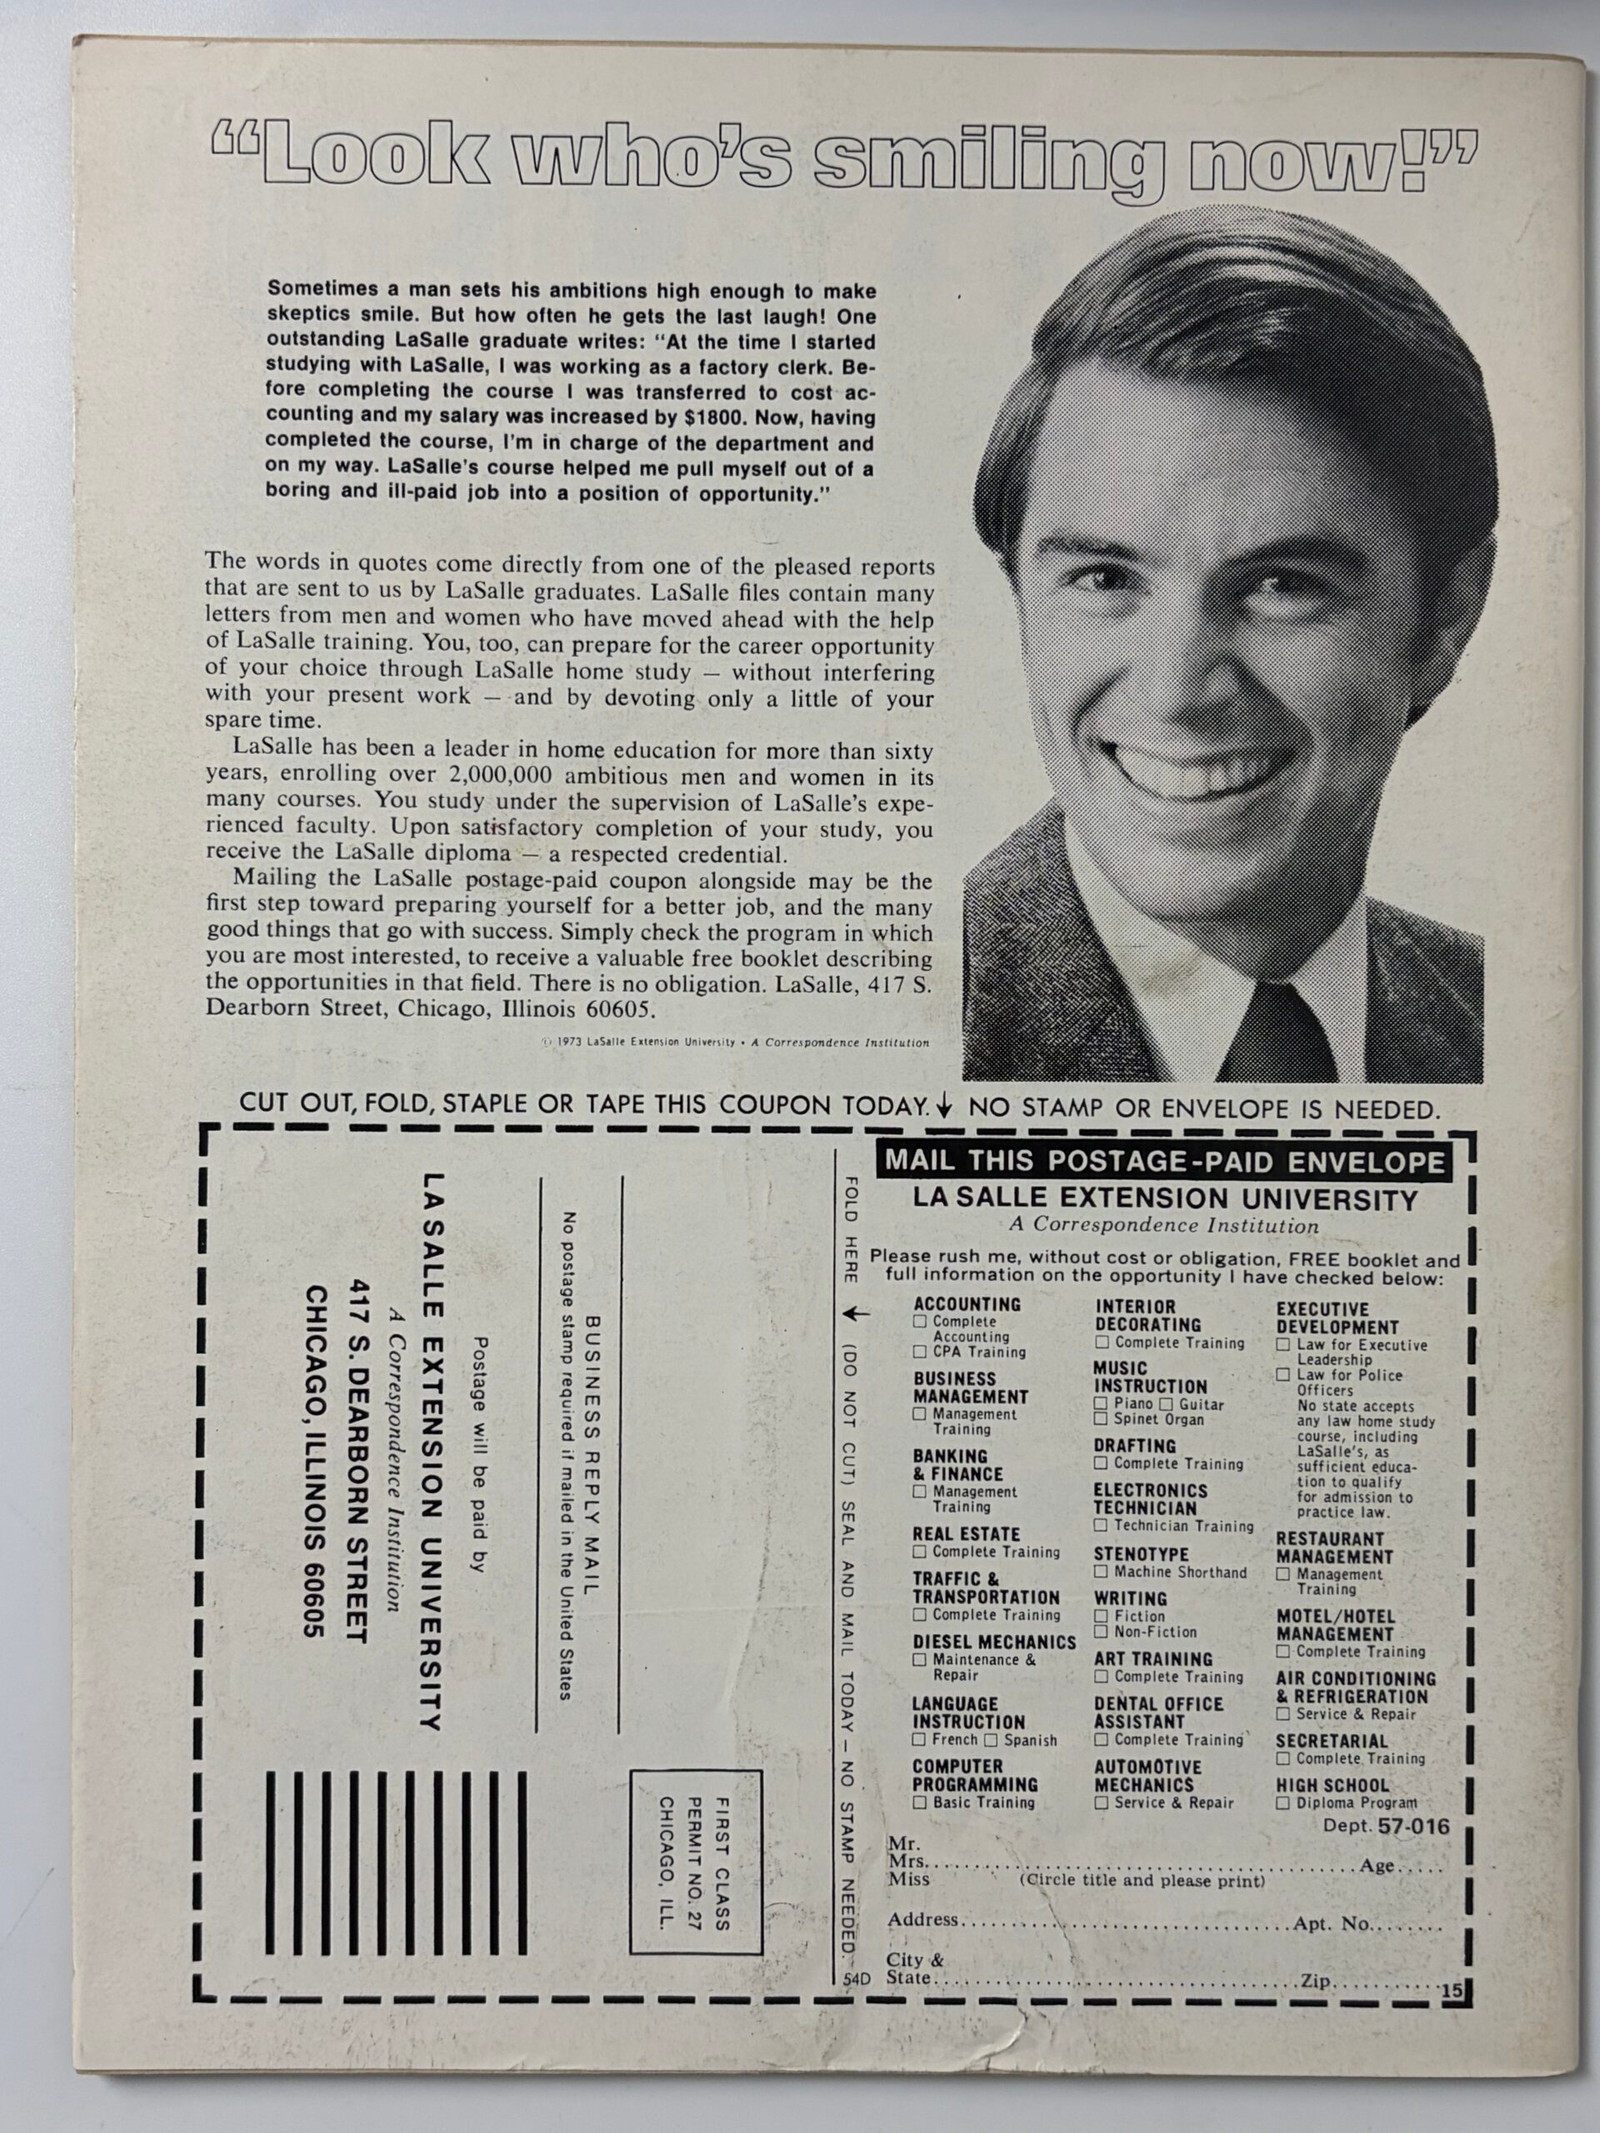 “Look who’s smiling now!”
Sometimes a man sets his ambitions high enough to make
skeptics smile. But how often he gets the last laugh! One
outstanding LaSalle graduate writes: “At the time I started
studying with LaSalle, I was working as a factory clerk. Be-
fore completing the course I was transferred to cost ac-
counting and my salary was increased by $1800. Now, having
completed the course, I’m in charge of the department and
on my way. LaSalle’s course helped me pull myself out of a
boring and ill-paid job into a position of opportunity.”
The words in quotes come directly from one of the pleased reports
that are sent to us by LaSalle graduates. LaSalle files contain many
letters from men and women who have moved ahead with the help
of LaSalle training. You, too, can prepare for the career opportunity
of your choice through LaSalle home study — without interfering
with your present work — and by devoting only a little of your
spare time.
LaSalle has been a leader in home education for more than sixty
years, enrolling over 2,000,000 ambitious men and women in its
many courses. You study under the supervision of LaSalle’s expe-
rienced faculty. Upon satisfactory completion of your study, you
receive the LaSalle diploma — a respected credential.
Mailing the LaSalle postage-paid coupon alongside may be the
first step toward preparing yourself for a better job, and the many
good things that go with success. Simply check the program in which
you are most interested, to receive a valuable free booklet describing
the opportunities in that field. There is no obligation. LaSalle, 417 S.
Dearborn Street, Chicago, Illinois 60605.
© 1973 LaSalle Extension University • A Correspondence Institution
CUT OUT, FOLD, STAPLE OR TAPE THIS COUPON TODAY.↓ NO STAMP OR ENVELOPE IS NEEDED.
FIRST CLASS
PERMIT NO. 27
CHICAGO, ILL.
BUSINESS REPLY MAIL
No postage stamp required if mailed in the United States
Postage will be paid by
LA SALLE EXTENSION UNIVERSITY
A Correspondence Institution
417 S. DEARBORN STREET
CHICAGO, ILLINOIS 60605
FOLD HERE ↓ (DO NOT CUT) SEAL AND MAIL TODAY — NO STAMP NEEDED.
MAIL THIS POSTAGE-PAID ENVELOPE
LA SALLE EXTENSION UNIVERSITY
A Correspondence Institution
Please rush me, without cost or obligation, FREE booklet and
full information on the opportunity I have checked below:
ACCOUNTING
☐ Complete
Accounting
☐ CPA Training
BUSINESS
MANAGEMENT
☐ Management
Training
BANKING
& FINANCE
☐ Management
Training
REAL ESTATE
☐ Complete Training
TRAFFIC &
TRANSPORTATION
☐ Complete Training
DIESEL MECHANICS
☐ Maintenance &
Repair
LANGUAGE
INSTRUCTION
☐ French ☐ Spanish
COMPUTER
PROGRAMMING
☐ Basic Training
INTERIOR
DECORATING
☐ Complete Training
MUSIC
INSTRUCTION
☐ Piano ☐ Guitar
☐ Spinet Organ
DRAFTING
☐ Complete Training
ELECTRONICS
TECHNICIAN
☐ Technician Training
STENOTYPE
☐ Machine Shorthand
WRITING
☐ Fiction
☐ Non-Fiction
ART TRAINING
☐ Complete Training
DENTAL OFFICE
ASSISTANT
☐ Complete Training
AUTOMOTIVE
MECHANICS
☐ Service & Repair
EXECUTIVE
DEVELOPMENT
☐ Law for Executive
Leadership
☐ Law for Police
Officers
No state accepts
any law home study
course, including
LaSalle’s, as
sufficient educa-
tion to qualify
for admission to
practice law.
RESTAURANT
MANAGEMENT
☐ Management
Training
MOTEL/HOTEL
MANAGEMENT
☐ Complete Training
AIR CONDITIONING
& REFRIGERATION
☐ Service & Repair
SECRETARIAL
☐ Complete Training
HIGH SCHOOL
☐ Diploma Program
Dept. 57-016
Mr.
Mrs. Age
Miss (Circle title and please print)
Address Apt. No.
City &
State Zip
54D
15